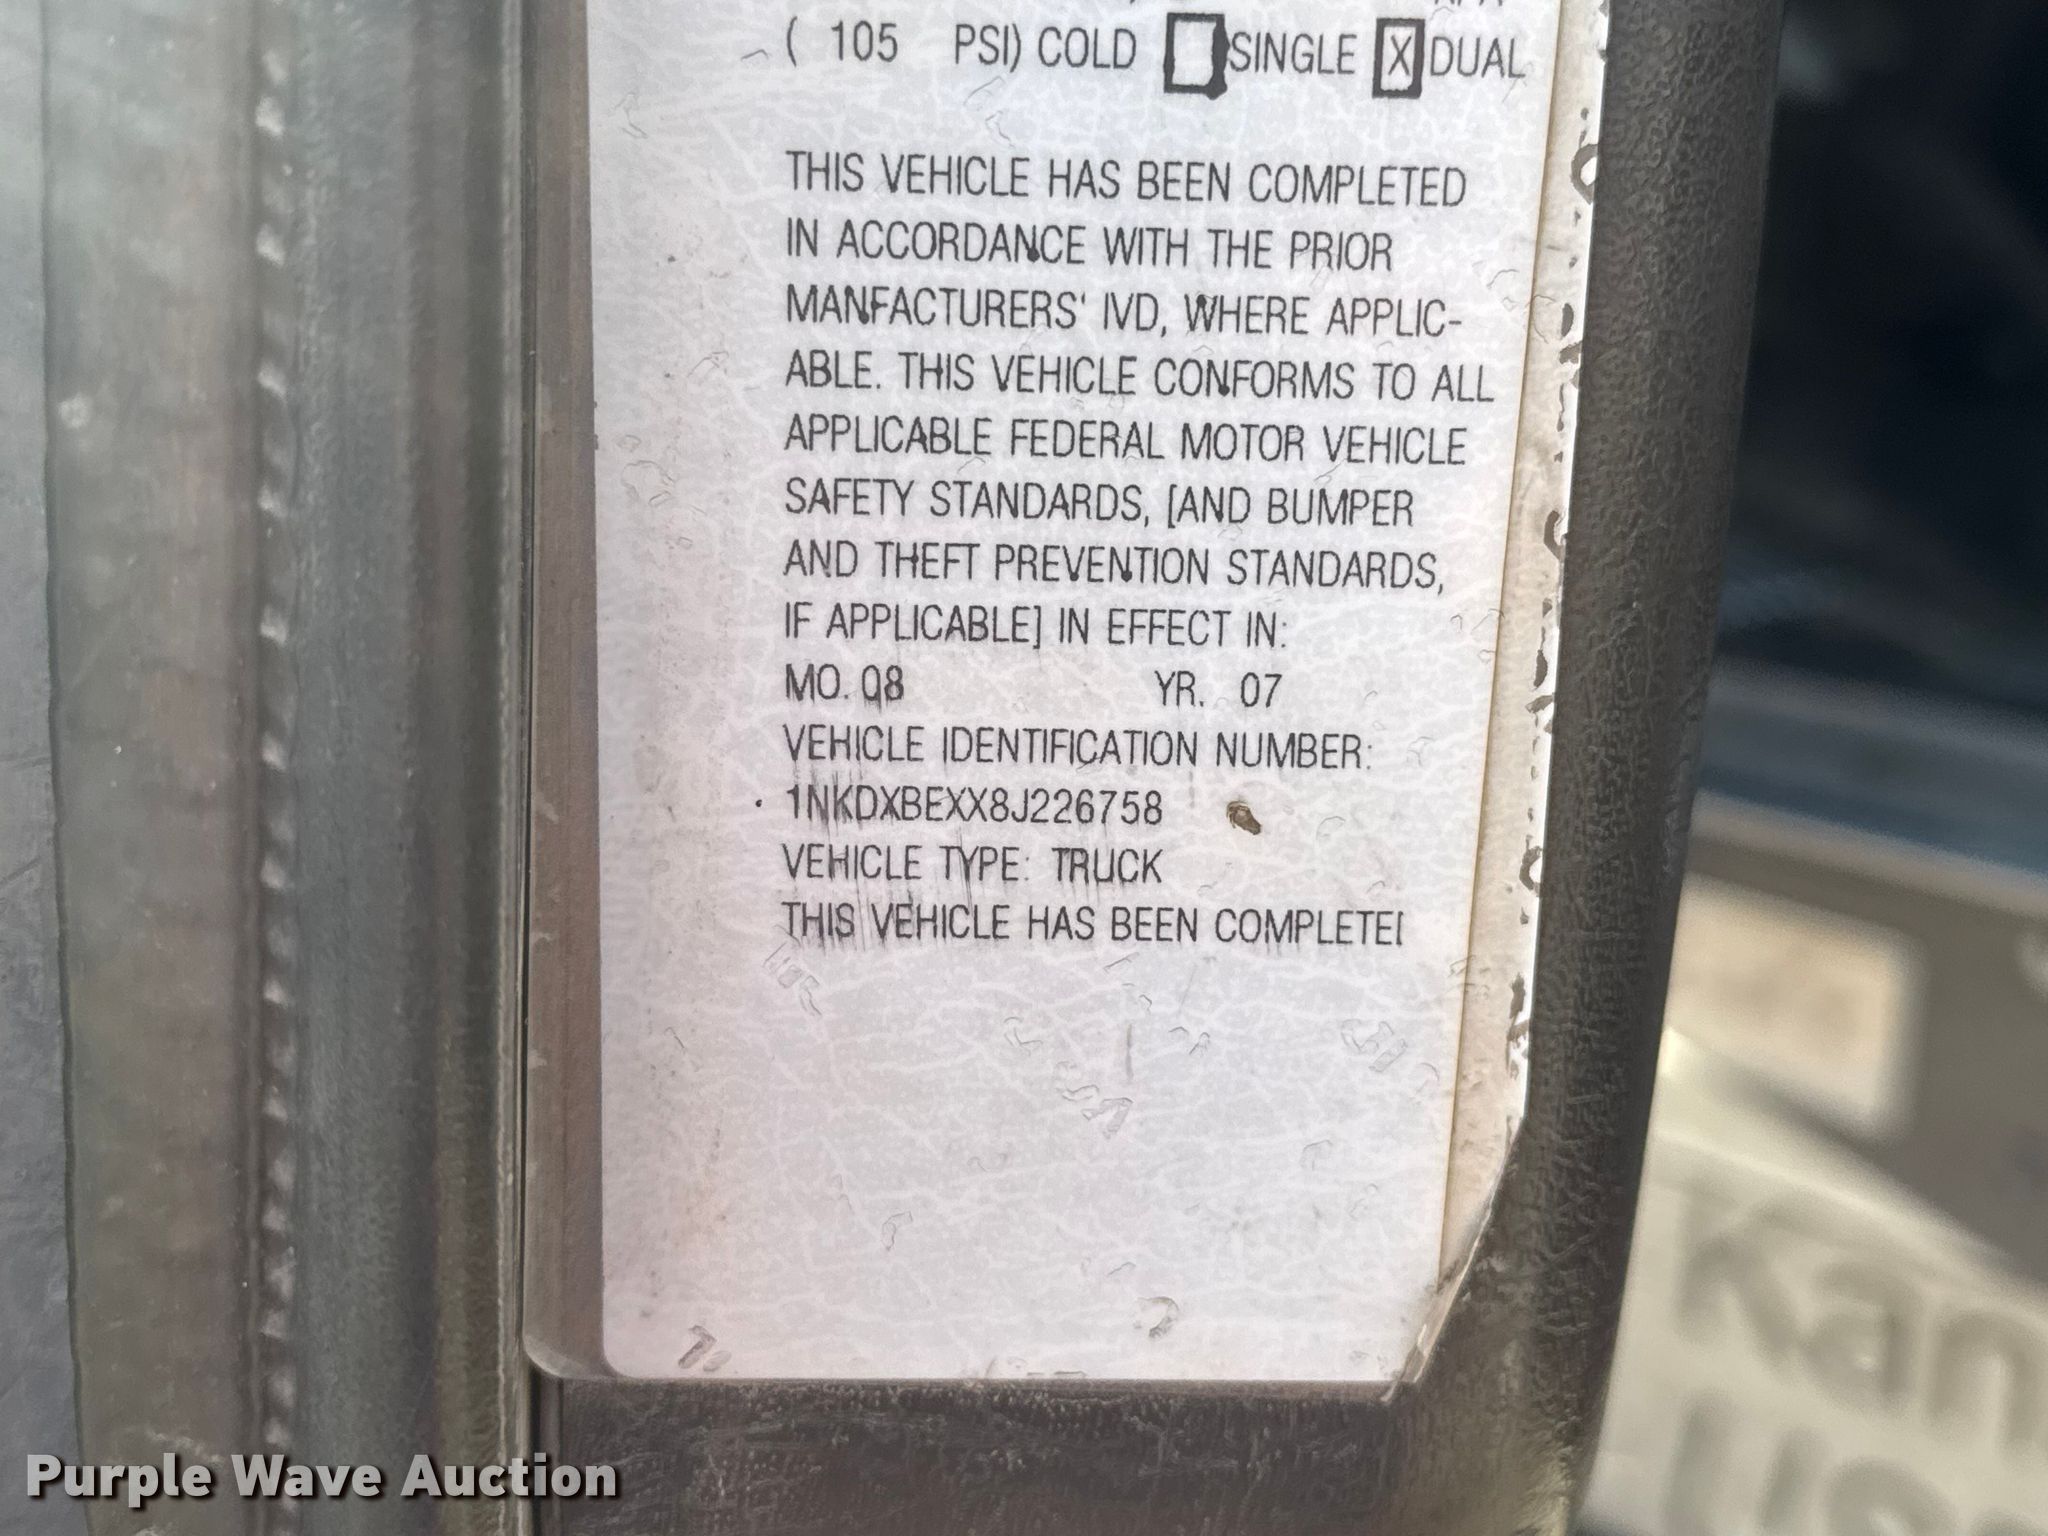 ( 105 PSI) COLD SINGLE X DUAL
THIS VEHICLE HAS BEEN COMPLETED
IN ACCORDANCE WITH THE PRIOR
MANFACTURERS' IVD, WHERE APPLIC-
ABLE. THIS VEHICLE CONFORMS TO ALL
APPLICABLE FEDERAL MOTOR VEHICLE
SAFETY STANDARDS, [AND BUMPER
AND THEFT PREVENTION STANDARDS,
IF APPLICABLE] IN EFFECT IN:
MO. 08 YR. 07
VEHICLE IDENTIFICATION NUMBER:
1NKDXBEXX8J226758
VEHICLE TYPE: TRUCK
THIS VEHICLE HAS BEEN COMPLETE
Kan
Purple Wave Auction